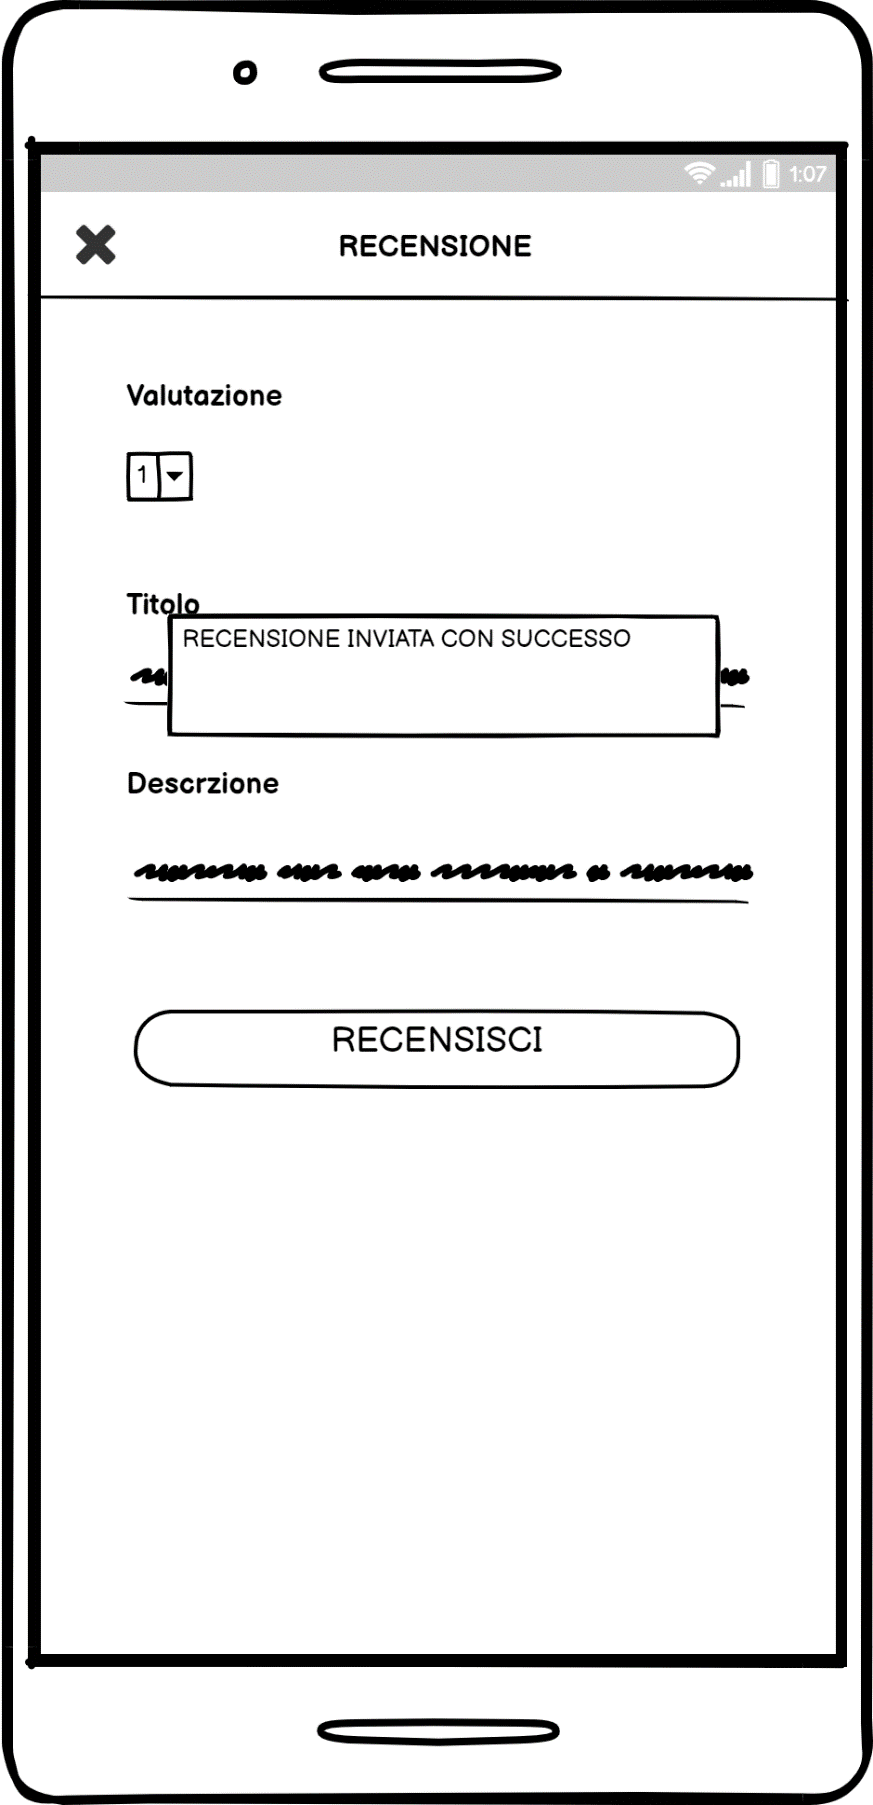 1:07
RECENSIONE
Valutazione
1
Titolo
RECENSIONE INVIATA CON SUCCESSO
Descrzione
RECENSISCI